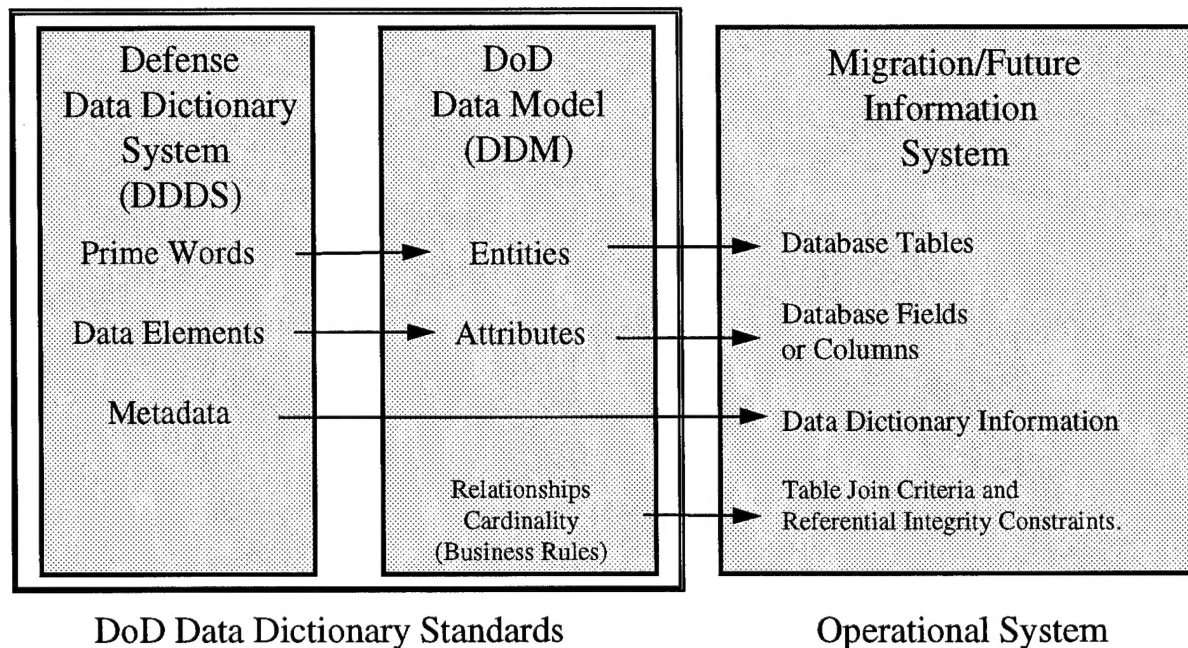 Defense
Data Dictionary
System
(DDDS)
Prime Words
Data Elements
Metadata
DoD
Data Model
(DDM)
Entities
Attributes
Relationships
Cardinality
(Business Rules)
Migration/Future
Information
System
Database Tables
Database Fields
or Columns
Data Dictionary Information
Table Join Criteria and
Referential Integrity Constraints.
DoD Data Dictionary Standards
Operational System